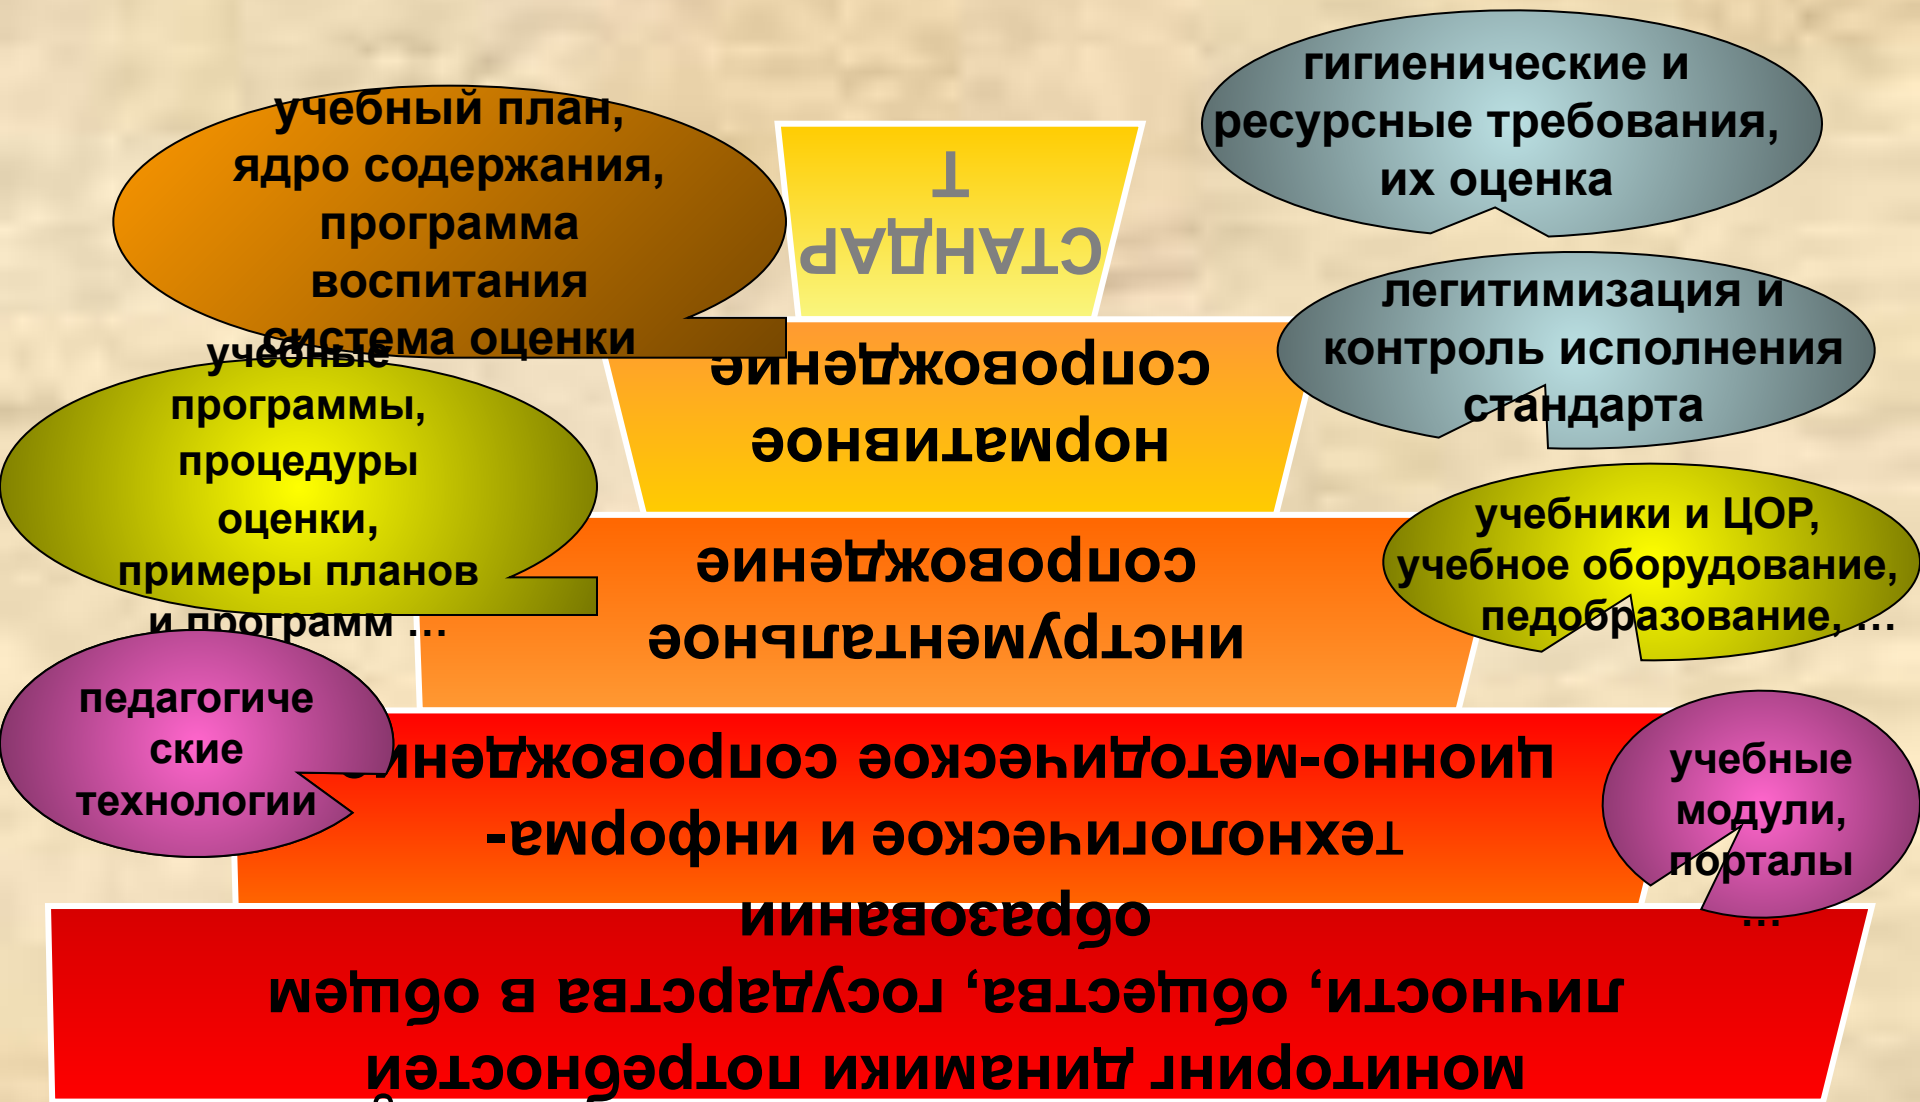 учебный план,
ядро содержания,
программа
воспитания
система оценки
учебные
программы,
процедуры
оценки,
примеры планов
и программ ...
педагогиче
ские
технологии
СТАНДАР
Т
нормативное
сопровождение
инструментальное
сопровождение
технологическое и информа-
ционно-методическое сопровождение
мониторинг динамики потребностей
личности, общества, государства в общем
образовании
гигиенические и
ресурсные требования,
их оценка
легитимизация и
контроль исполнения
стандарта
учебники и ЦОР,
учебное оборудование,
педобразование, ...
учебные
модули,
порталы
...